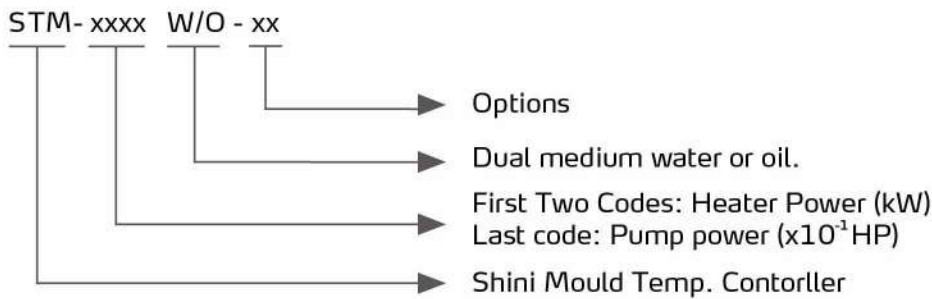 STM- xxxx W/O - xx
Options
Dual medium water or oil.
First Two Codes: Heater Power (kW)
Last code: Pump power (x10⁻¹HP)
Shini Mould Temp. Contorller